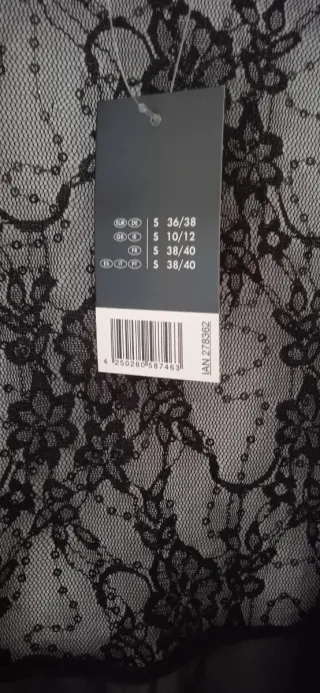 EUR DE S 36/38
GB IE S 10/12
FR S 38/40
ES IT PT S 38/40
4 250280 587463
IAN 278362